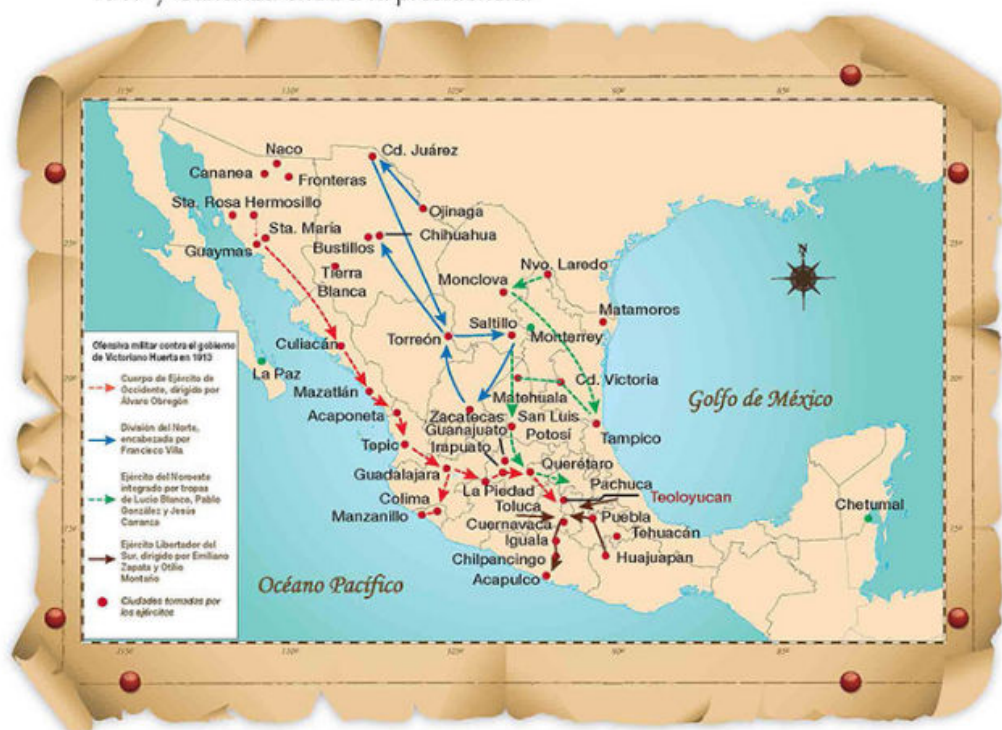 115°
110°
105°
90°
85°
Naco
Cd. Juárez
Cananea
Fronteras
Sta. Rosa Hermosillo
Ojinaga
Sta. María
Chihuahua
Bustillos
Guaymas
Tierra
Blanca
Nvo. Laredo
Monclova
Matamoros
Saltillo
Torreón
Monterrey
Culiacán
La Paz
Cd. Victoria
Mazatlán
Matehuala
Acaponeta
Zacatecas
San Luis
Potosí
Guanajuato
Irapuato
Tampico
Tepic
Guadalajara
Querétaro
La Piedad
Pachuca
Colima
Toluca
Teoloyucan
Manzanillo
Cuernavaca
Puebla
Iguala
Tehuacán
Chilpancingo
Huajuapan
Acapulco
Chetumal
Golfo de México
Océano Pacífico
N
Ofensiva militar contra el gobierno
de Victoriano Huerta en 1913
Cuerpo de Ejército de
Occidente, dirigido por
Álvaro Obregón
División del Norte,
encabezada por
Francisco Villa
Ejército del Noroeste
integrado por tropas
de Lucio Blanco, Pablo
González y Jesús
Carranza
Ejército Libertador del
Sur, dirigido por Emiliano
Zapata y Otilio
Montaño
Ciudades tomadas por
los ejércitos